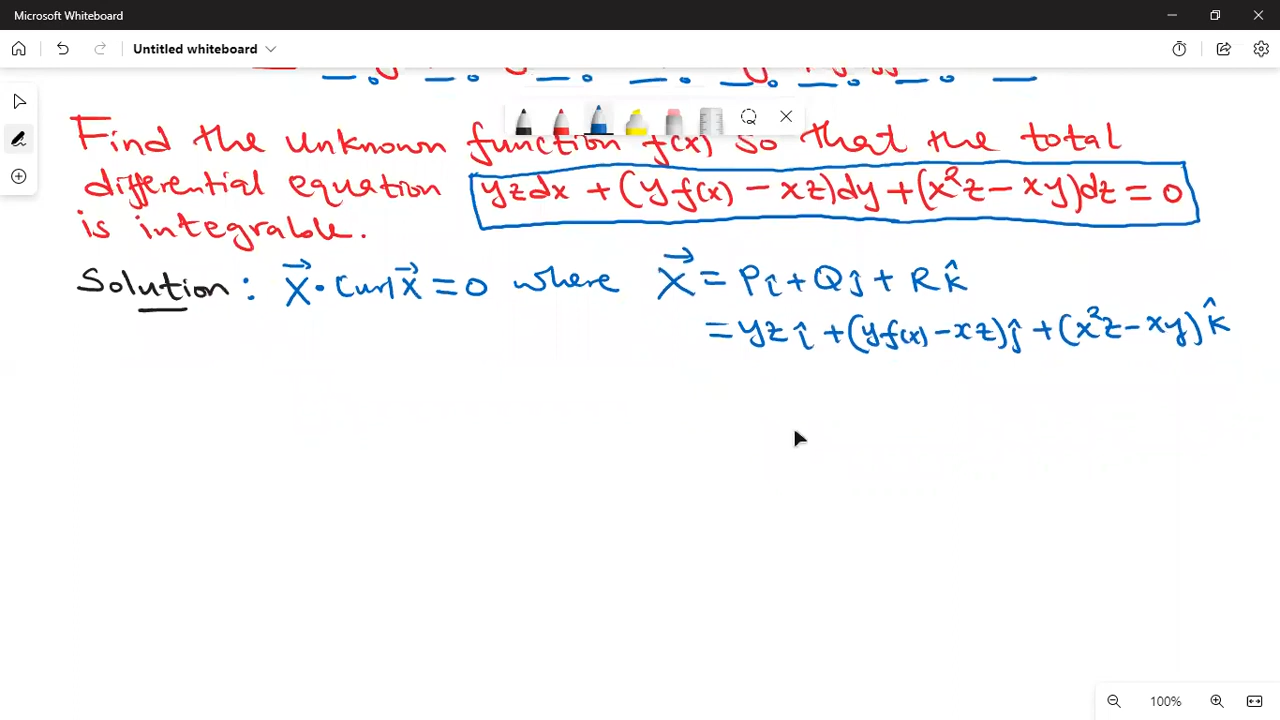 Microsoft Whiteboard
Untitled whiteboard
Find the unknown function f(x) so that the total
differential equation yzdx + (yf(x) - xz)dy + (x²z - xy)dz = 0
is integrable.
Solution: X⃗ · Curl X⃗ = 0 where X⃗ = Pî + Qĵ + Rk̂
= yz î + (yf(x) - xz)ĵ + (x²z - xy)k̂
100%